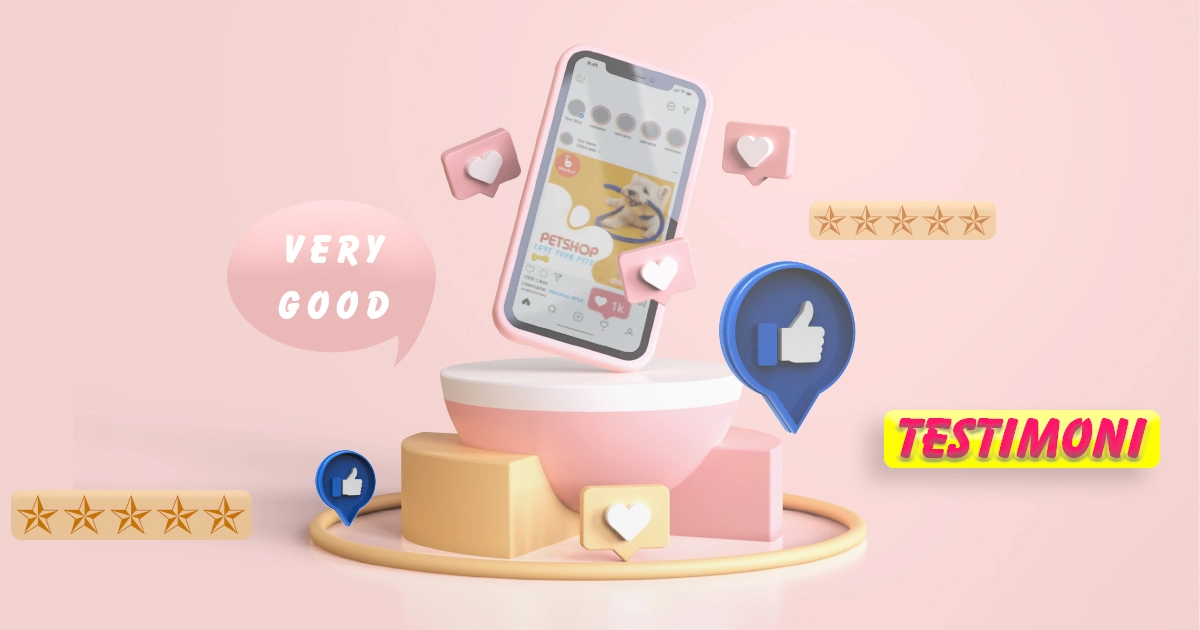 VERY
GOOD
PETSHOP
LOVE YOUR PETS
1k
TESTIMONI